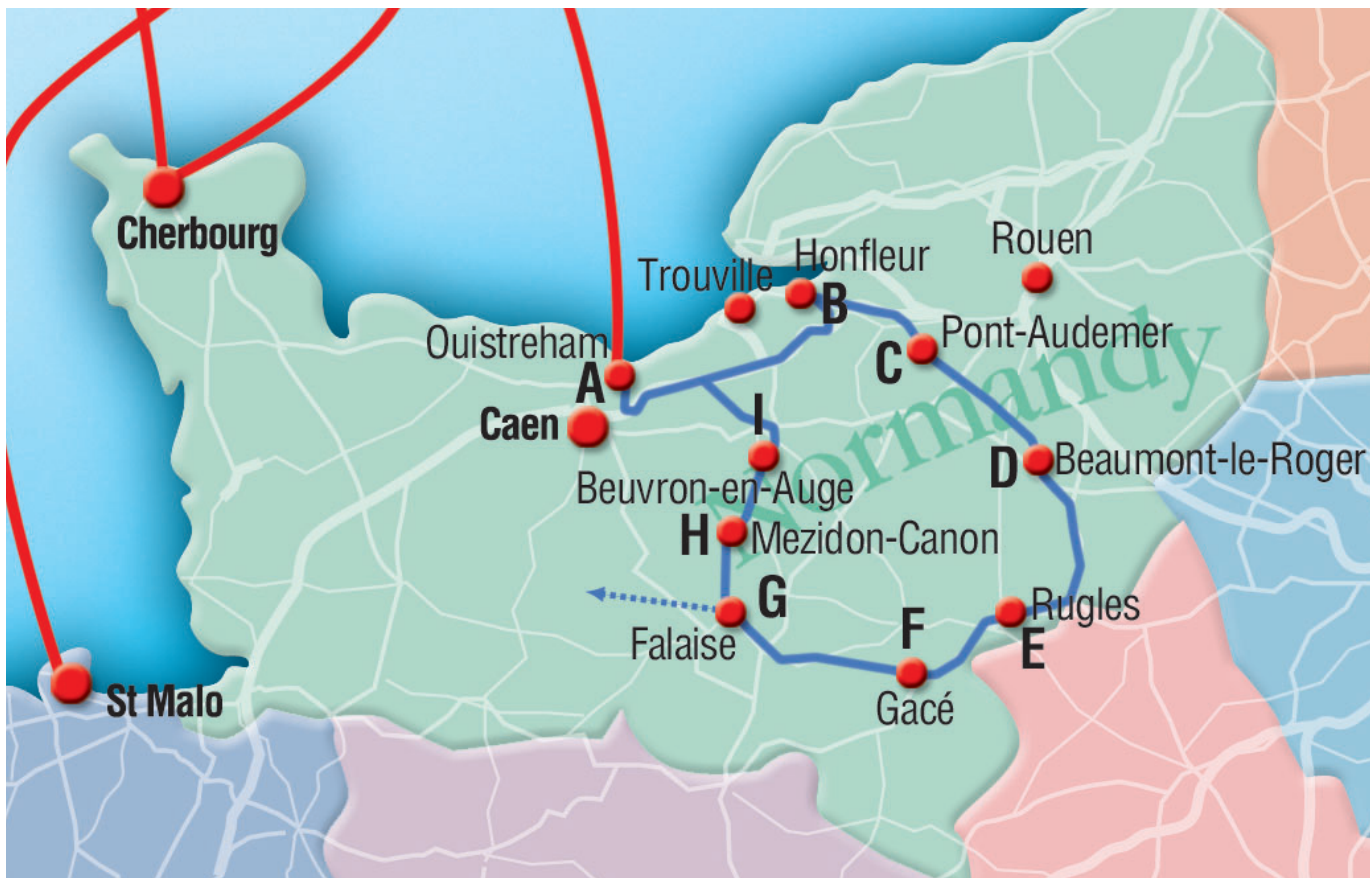 Cherbourg
Trouville
Honfleur
B
Rouen
Ouistreham
A
Caen
C
Pont-Audemer
Normandy
I
Beuvron-en-Auge
D
Beaumont-le-Roger
H
Mezidon-Canon
G
Falaise
F
Gacé
Rugles
E
St Malo